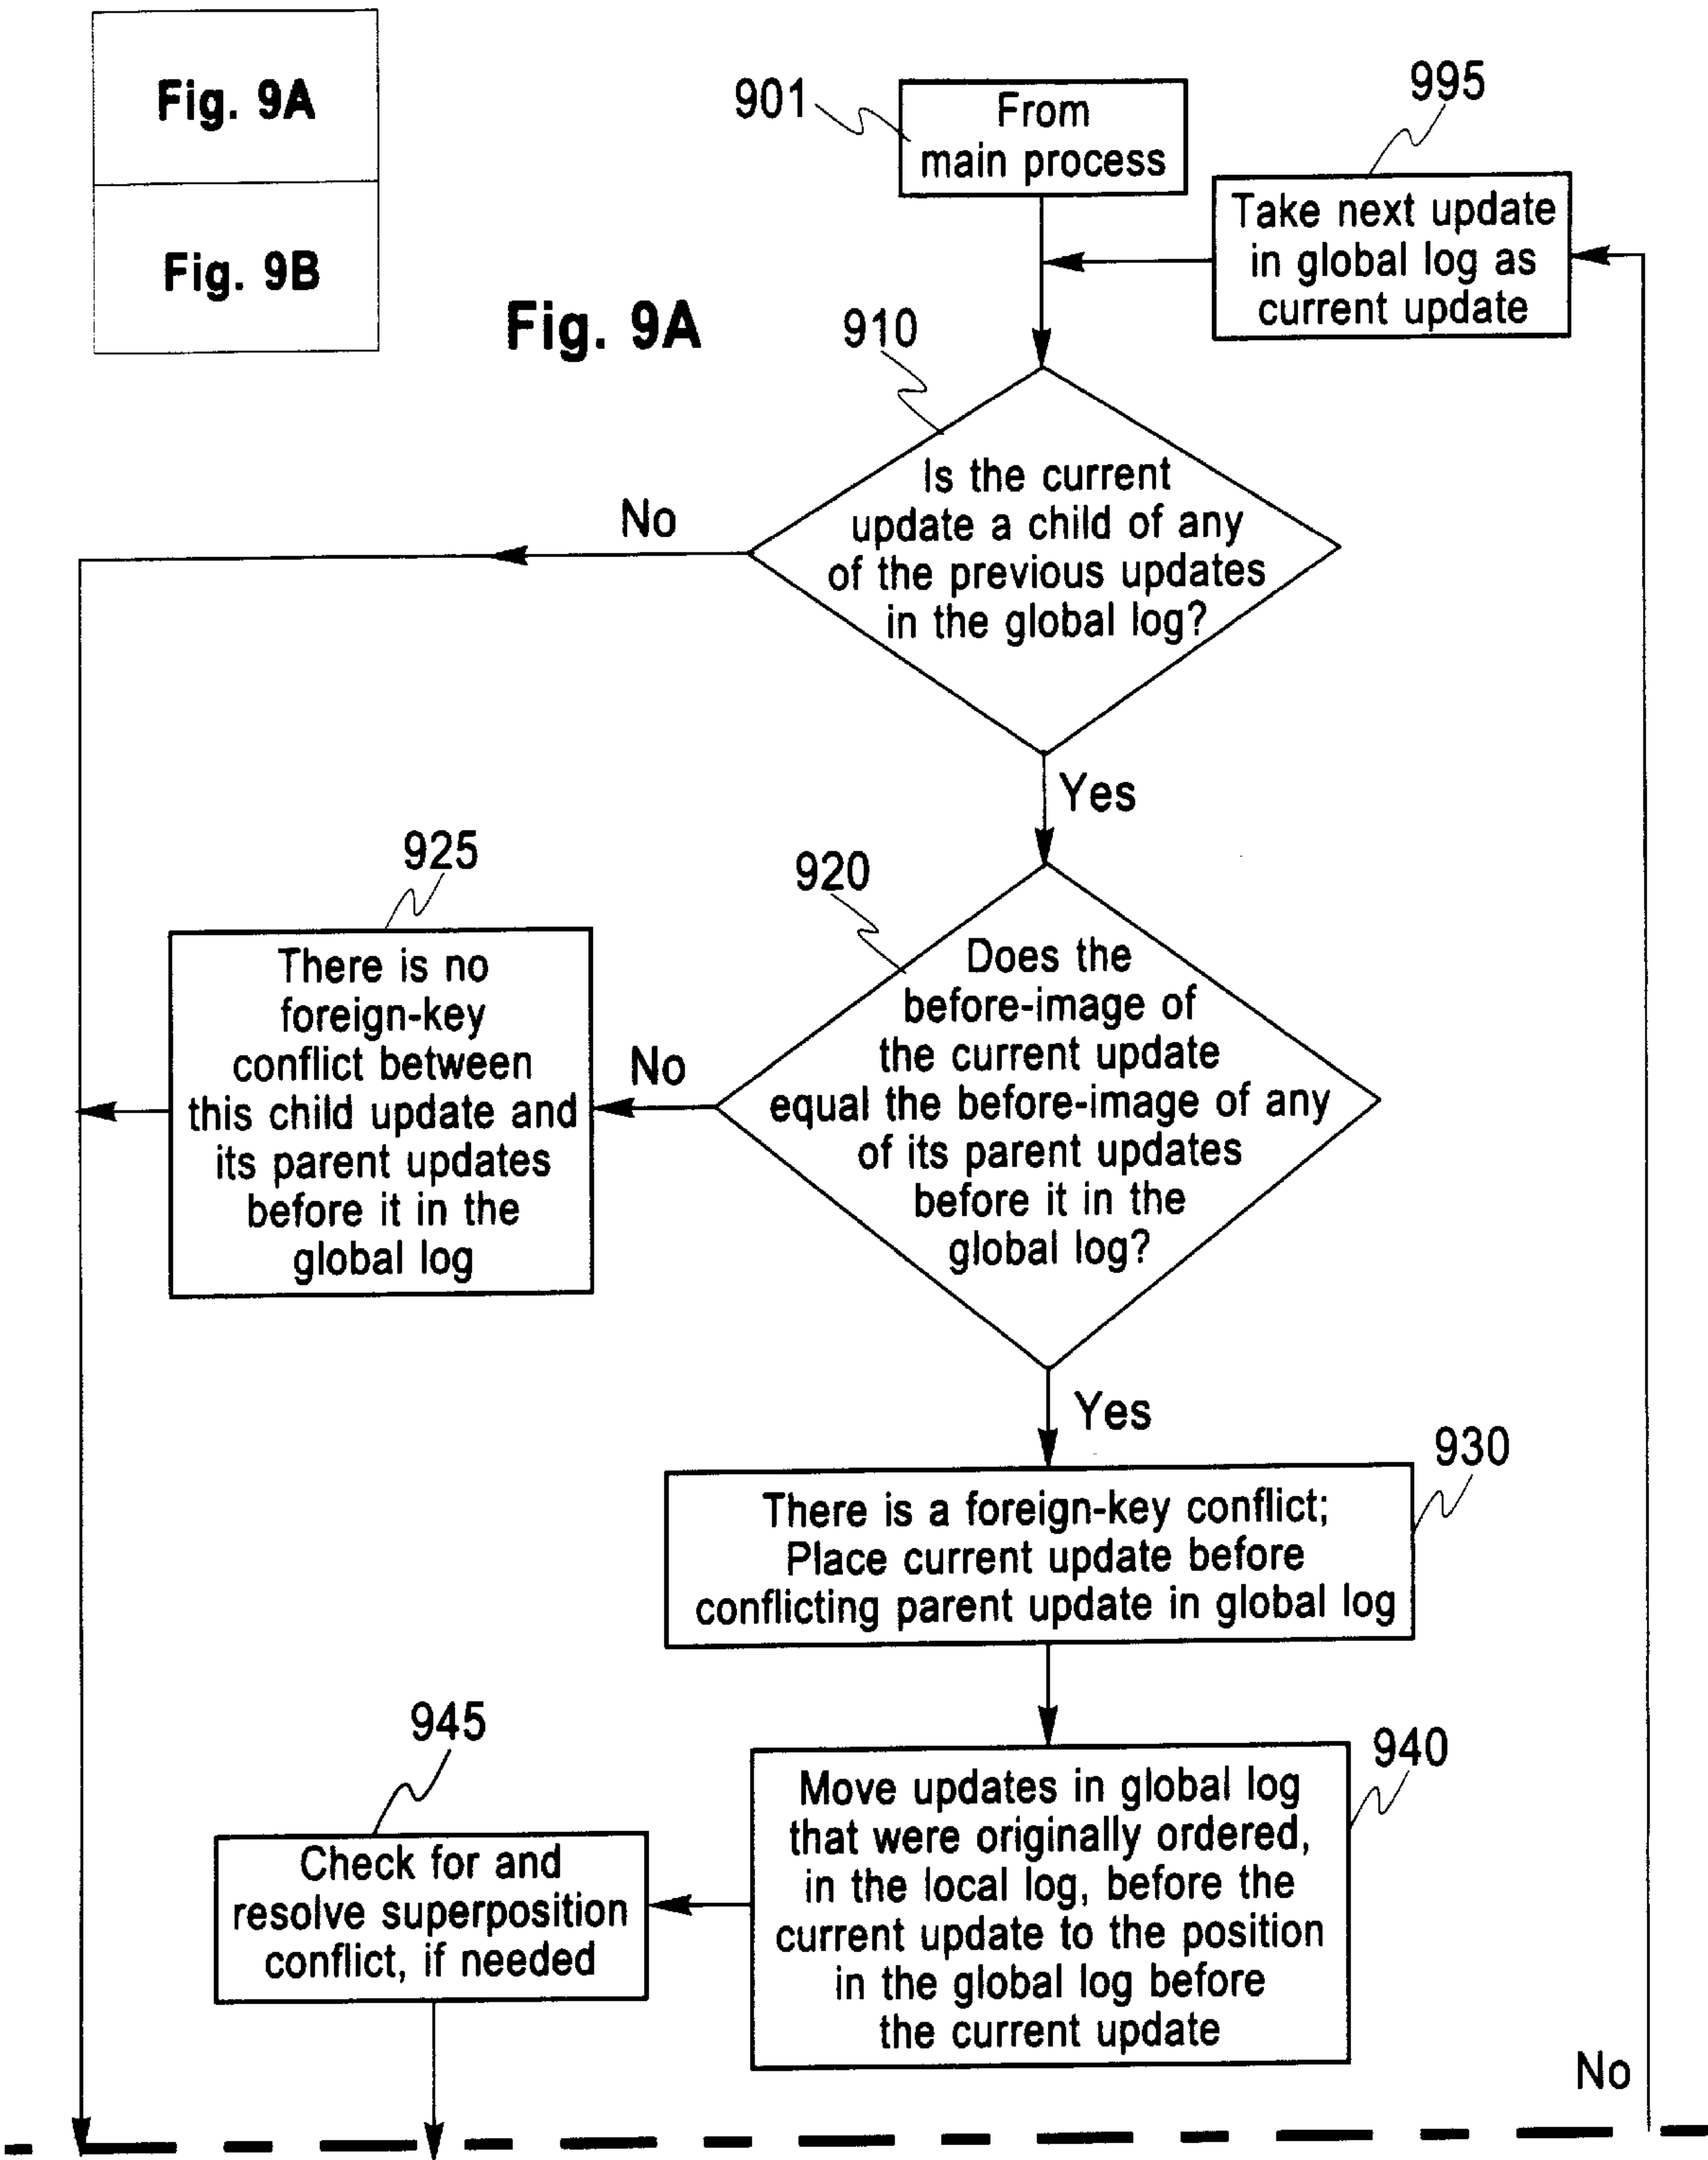 Fig. 9A
Fig. 9B
Fig. 9A
901
From
main process
995
Take next update
in global log as
current update
910
Is the current
update a child of any
of the previous updates
in the global log?
No
Yes
925
There is no
foreign-key
conflict between
this child update and
its parent updates
before it in the
global log
No
920
Does the
before-image of
the current update
equal the before-image of any
of its parent updates
before it in the
global log?
Yes
930
There is a foreign-key conflict;
Place current update before
conflicting parent update in global log
945
Check for and
resolve superposition
conflict, if needed
940
Move updates in global log
that were originally ordered,
in the local log, before the
current update to the position
in the global log before
the current update
No